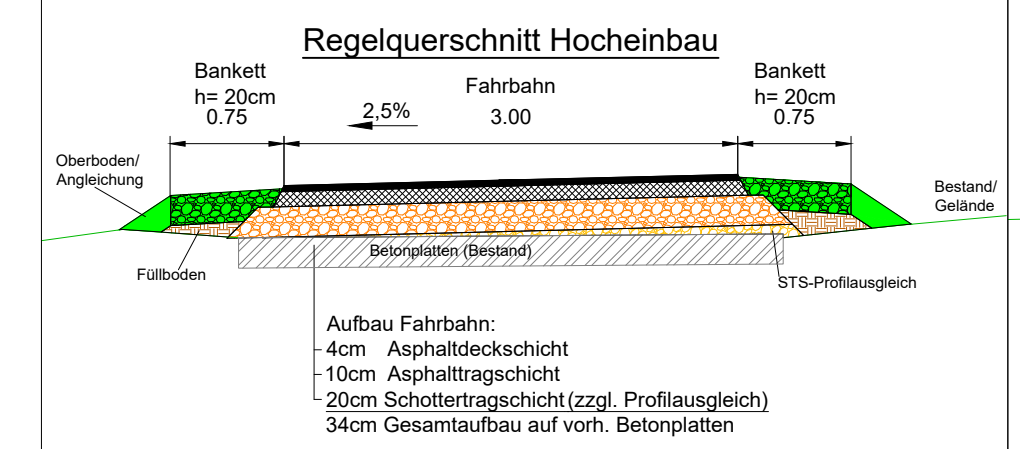 Regelquerschnitt Hocheinbau
Bankett
h= 20cm
0.75
2,5%
Fahrbahn
3.00
Bankett
h= 20cm
0.75
Oberboden/
Angleichung
Bestand/
Gelände
Füllboden
Betonplatten (Bestand)
STS-Profilausgleich
Aufbau Fahrbahn:
4cm Asphaltdeckschicht
10cm Asphalttragschicht
20cm Schottertragschicht (zzgl. Profilausgleich)
34cm Gesamtaufbau auf vorh. Betonplatten